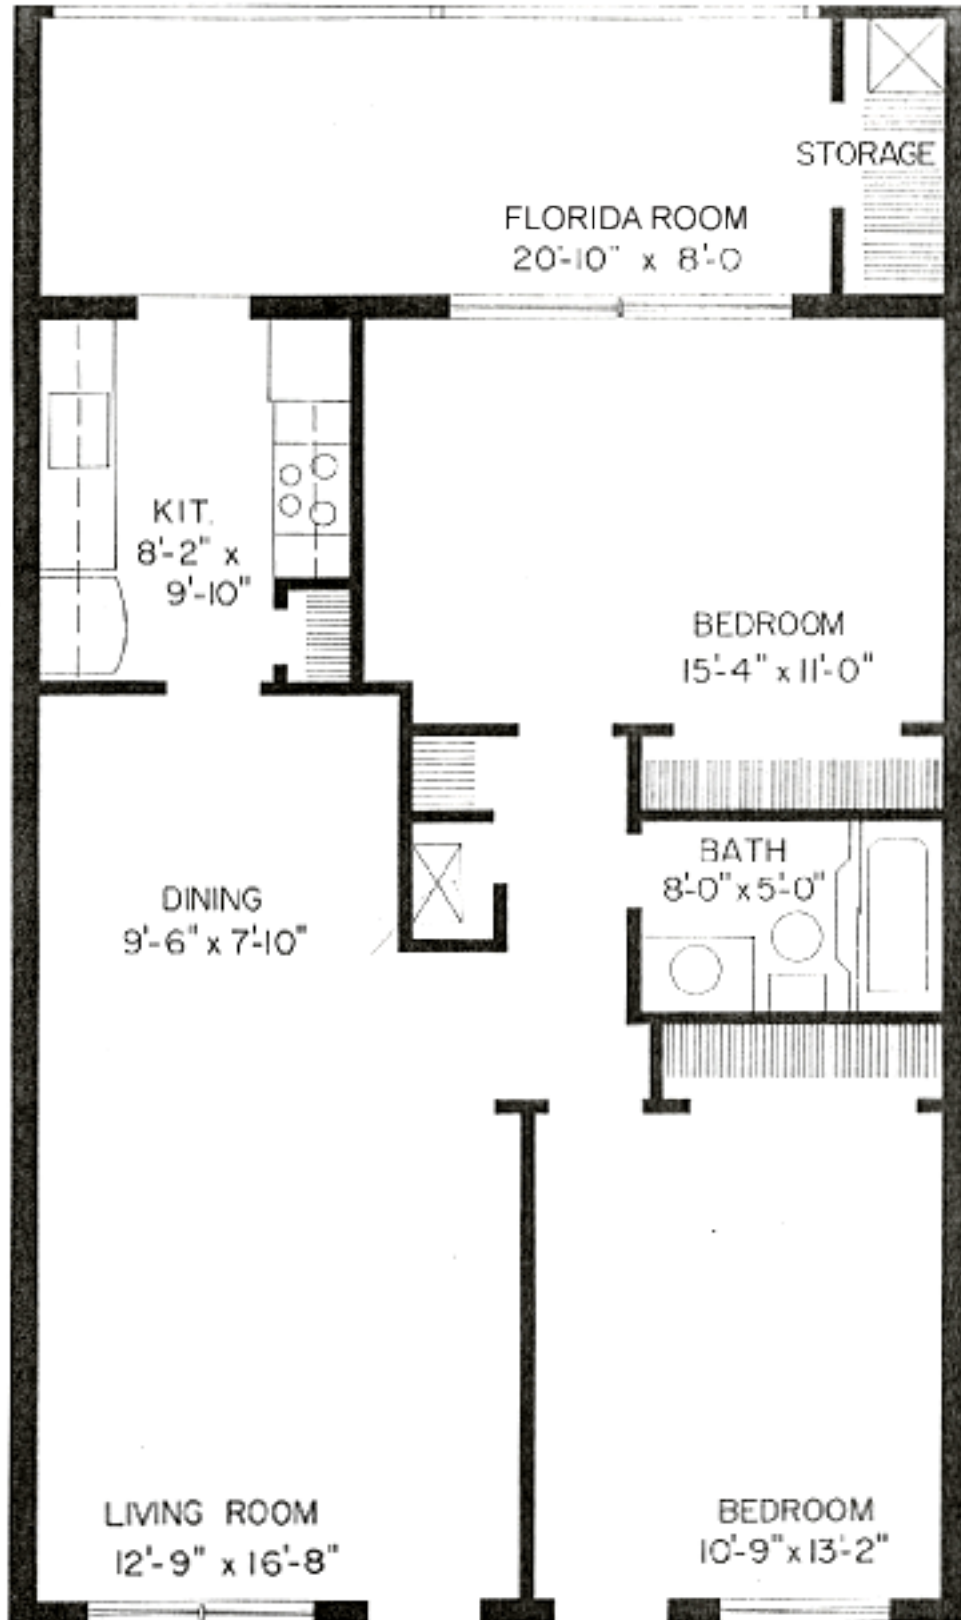 STORAGE
FLORIDA ROOM
20'-10" x 8'-0
KIT.
8'-2" x
9'-10"
BEDROOM
15'-4" x 11'-0"
BATH
8'-0" x 5'-0"
DINING
9'-6" x 7'-10"
LIVING ROOM
12'-9" x 16'-8"
BEDROOM
10'-9" x 13'-2"